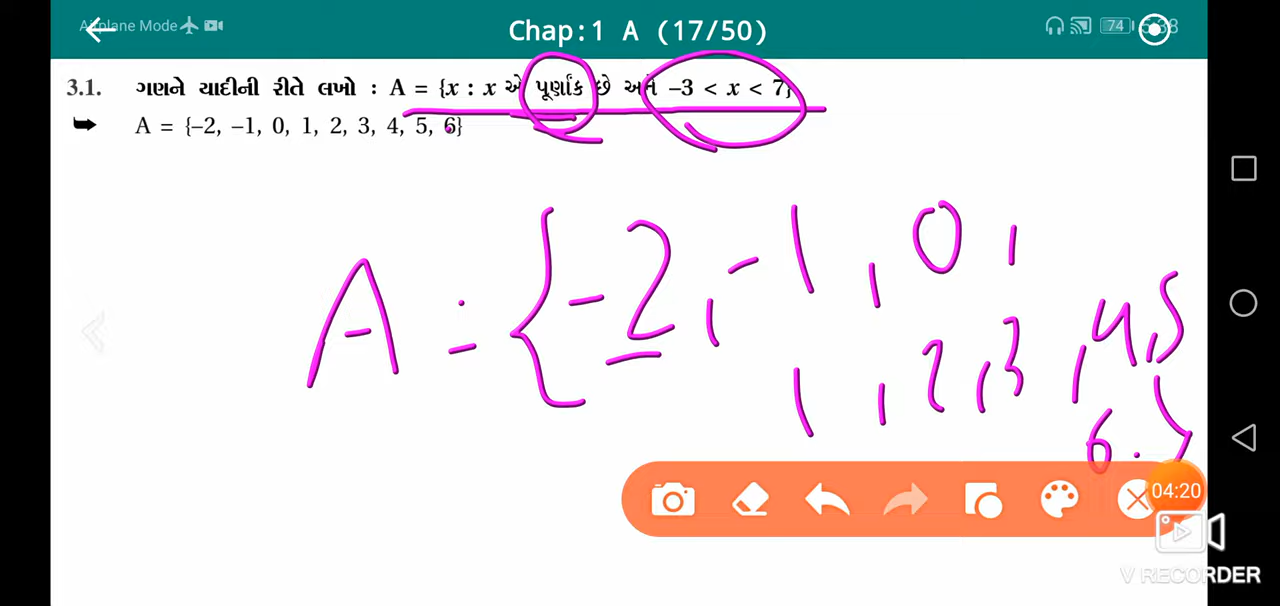 Airplane Mode
Chap:1 A (17/50)
74
3.1. ગણને યાદીની રીતે લખો : A = {x : x એ પૂર્ણાંક છે અને –3 < x < 7}
A = {–2, –1, 0, 1, 2, 3, 4, 5, 6}
A = {-2, -1, 0,
1, 2, 3, 4, 5
6.}
04:20
V RECORDER